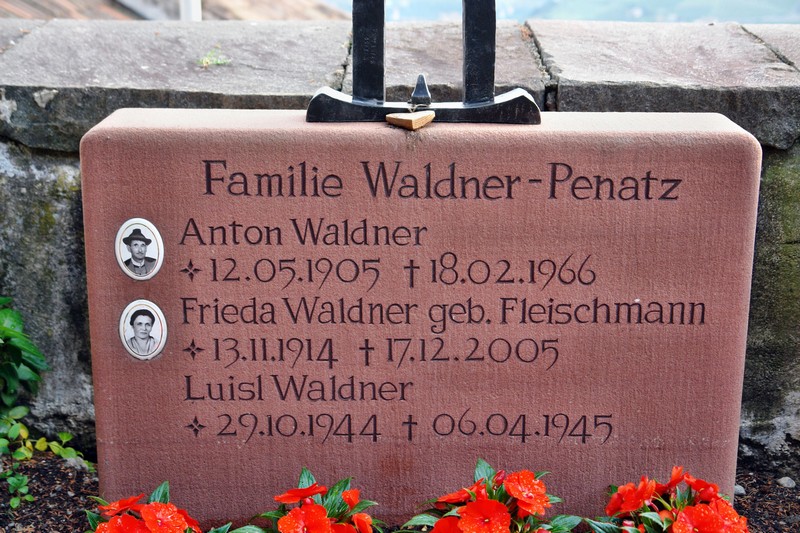 Familie Waldner-Penatz
Anton Waldner
✦ 12.05.1905 † 18.02.1966
Frieda Waldner geb. Fleischmann
✦ 13.11.1914 † 17.12.2005
Luisl Waldner
✦ 29.10.1944 † 06.04.1945